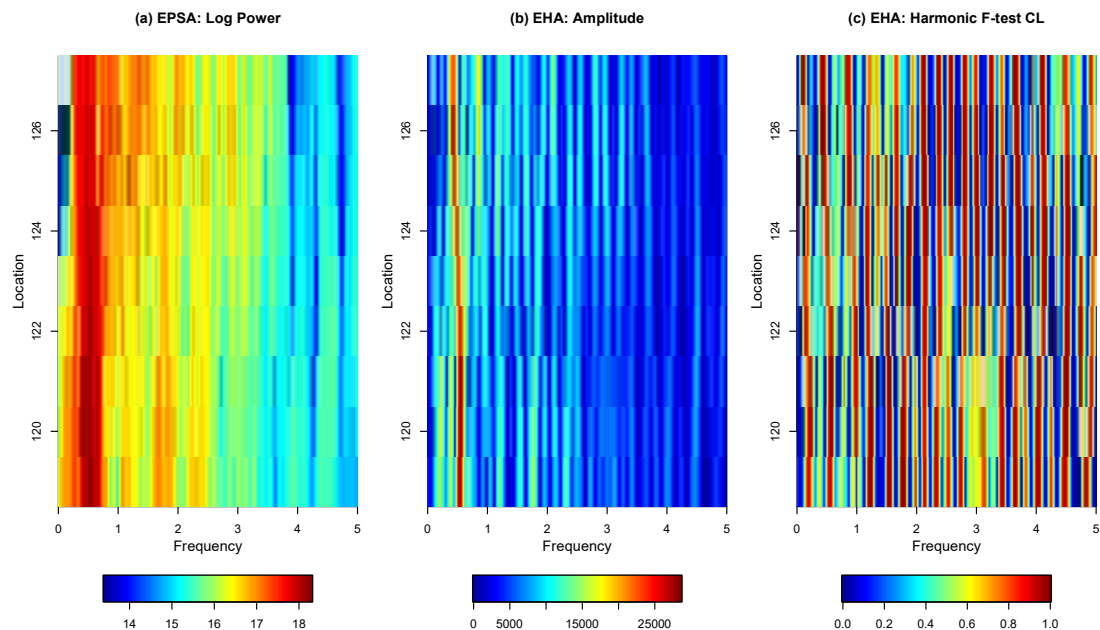 (a) EPSA: Log Power
(b) EHA: Amplitude
(c) EHA: Harmonic F-test CL
Location
126
124
122
120
0 1 2 3 4 5
Frequency
14 15 16 17 18
Location
126
124
122
120
0 1 2 3 4 5
Frequency
0 5000 15000 25000
Location
126
124
122
120
0 1 2 3 4 5
Frequency
0.0 0.2 0.4 0.6 0.8 1.0